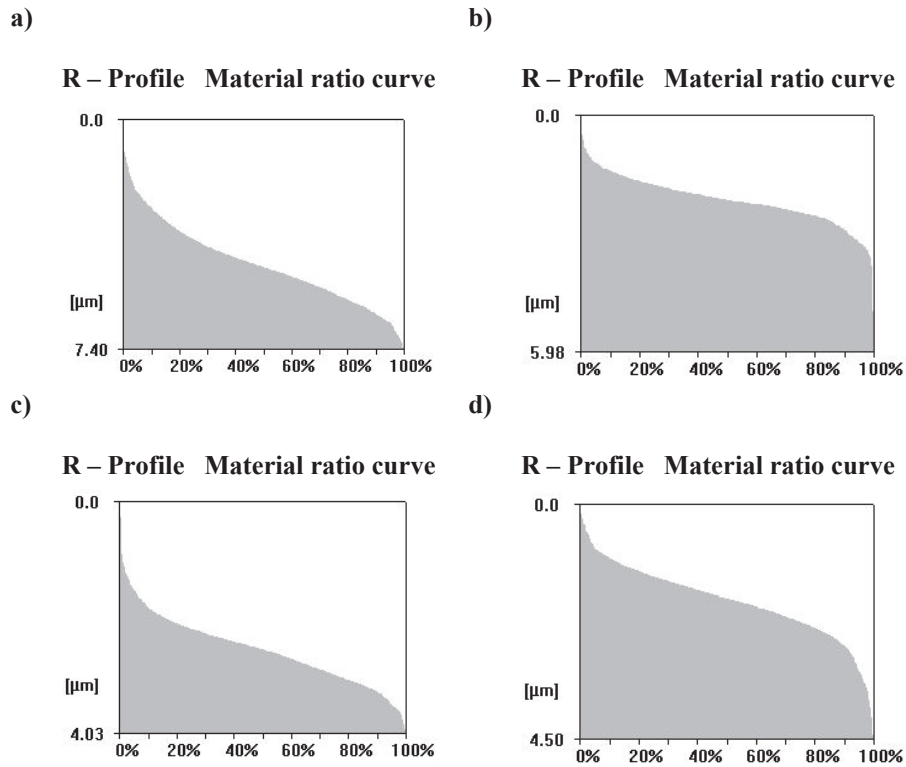 a)
R – Profile Material ratio curve
0.0
[µm]
7.40
0% 20% 40% 60% 80% 100%
b)
R – Profile Material ratio curve
0.0
[µm]
5.98
0% 20% 40% 60% 80% 100%
c)
R – Profile Material ratio curve
0.0
[µm]
4.03
0% 20% 40% 60% 80% 100%
d)
R – Profile Material ratio curve
0.0
[µm]
4.50
0% 20% 40% 60% 80% 100%